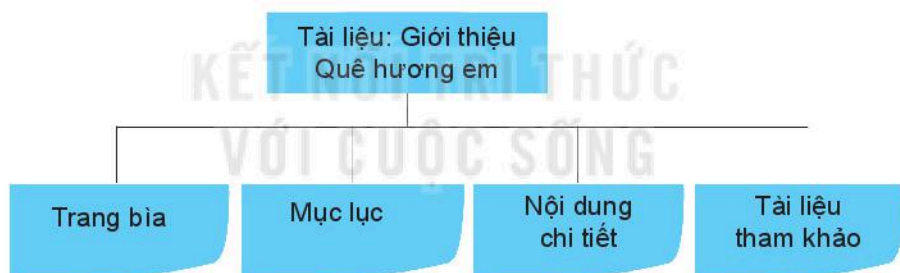 Tài liệu: Giới thiệu
Quê hương em
KẾT NỐI TRI THỨC
VỚI CUỘC SỐNG
Trang bìa
Mục lục
Nội dung
chi tiết
Tài liệu
tham khảo